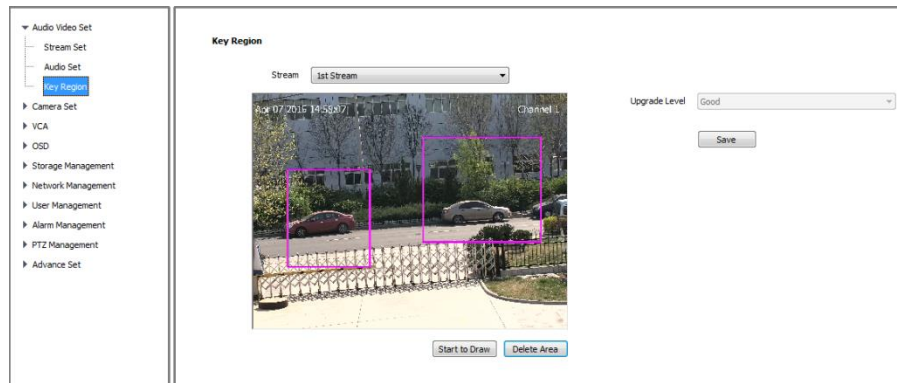 Audio Video Set
Stream Set
Audio Set
Key Region
Camera Set
VCA
OSD
Storage Management
Network Management
User Management
Alarm Management
PTZ Management
Advance Set
Key Region
Stream 1st Stream
Apr 07 2016 14:58:07 Channel 1
Start to Draw Delete Area
Upgrade Level Good
Save